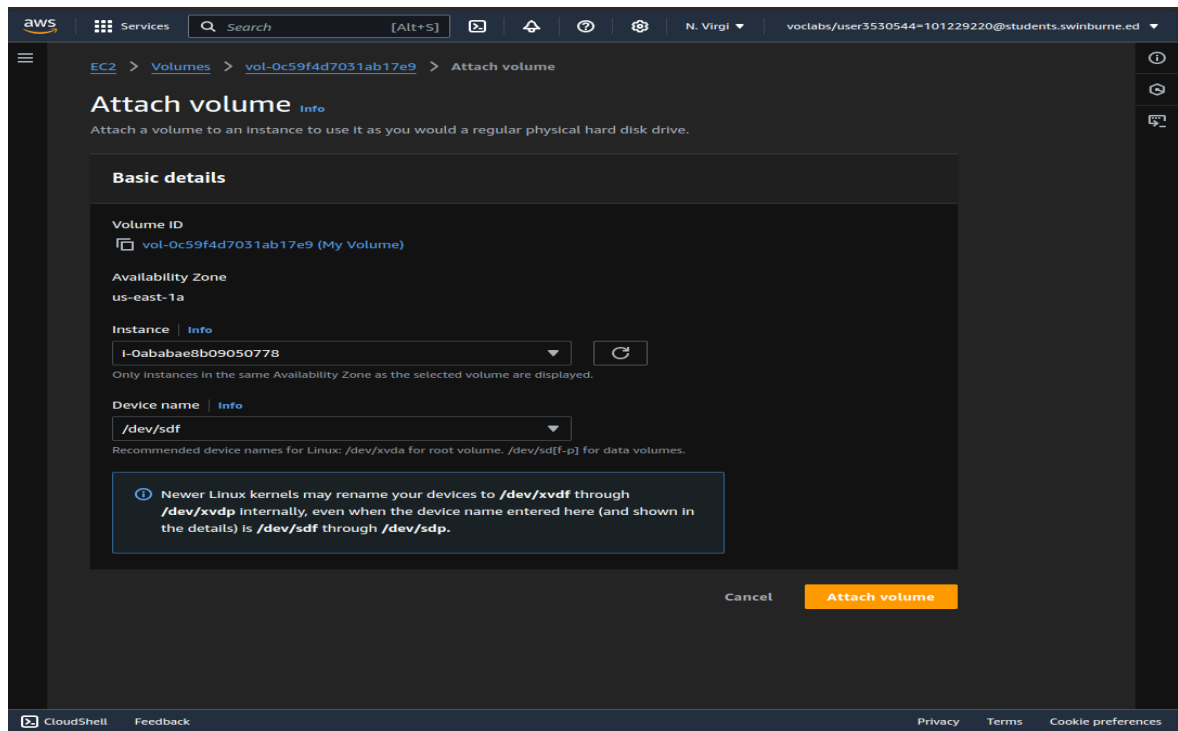 aws
Services
Search [Alt+S]
N. Virgi
voclabs/user3530544=101229220@students.swinburne.ed
EC2 > Volumes > vol-0c59f4d7031ab17e9 > Attach volume
Attach volume Info
Attach a volume to an instance to use it as you would a regular physical hard disk drive.
Basic details
Volume ID
vol-0c59f4d7031ab17e9 (My Volume)
Availability Zone
us-east-1a
Instance | Info
i-0ababae8b09050778
Only instances in the same Availability Zone as the selected volume are displayed.
Device name | Info
/dev/sdf
Recommended device names for Linux: /dev/xvda for root volume. /dev/sd[f-p] for data volumes.
Newer Linux kernels may rename your devices to /dev/xvdf through
/dev/xvdp internally, even when the device name entered here (and shown in
the details) is /dev/sdf through /dev/sdp.
Cancel
Attach volume
CloudShell
Feedback
Privacy
Terms
Cookie preferences